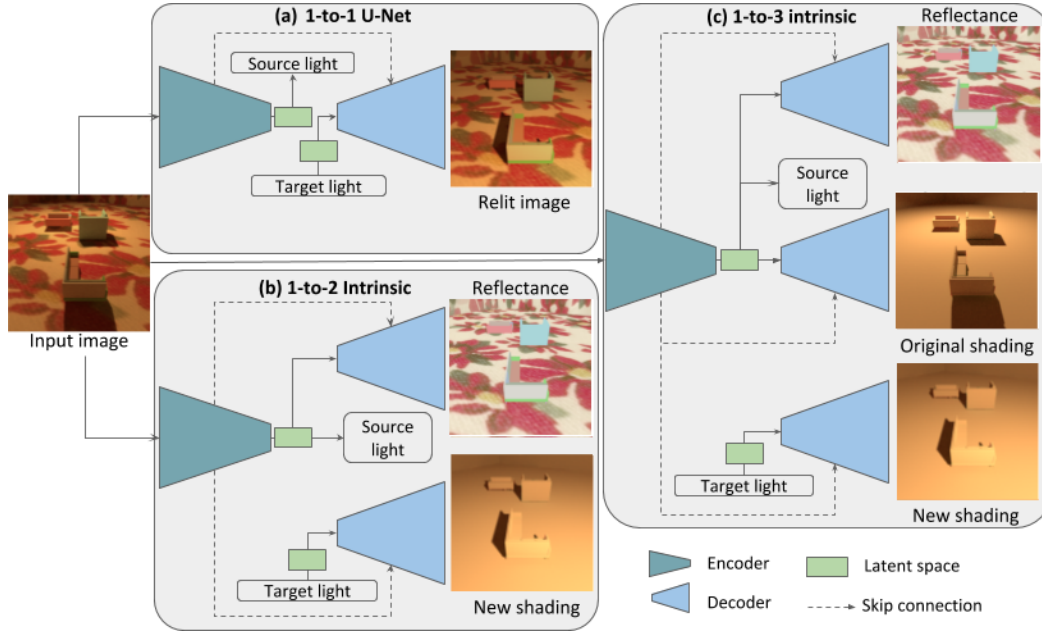 (a) 1-to-1 U-Net
Source light
Target light
Relit image
Input image
(b) 1-to-2 Intrinsic
Reflectance
Source
light
Target light
New shading
(c) 1-to-3 intrinsic
Reflectance
Source
light
Original shading
Target light
New shading
Encoder
Latent space
Decoder
Skip connection